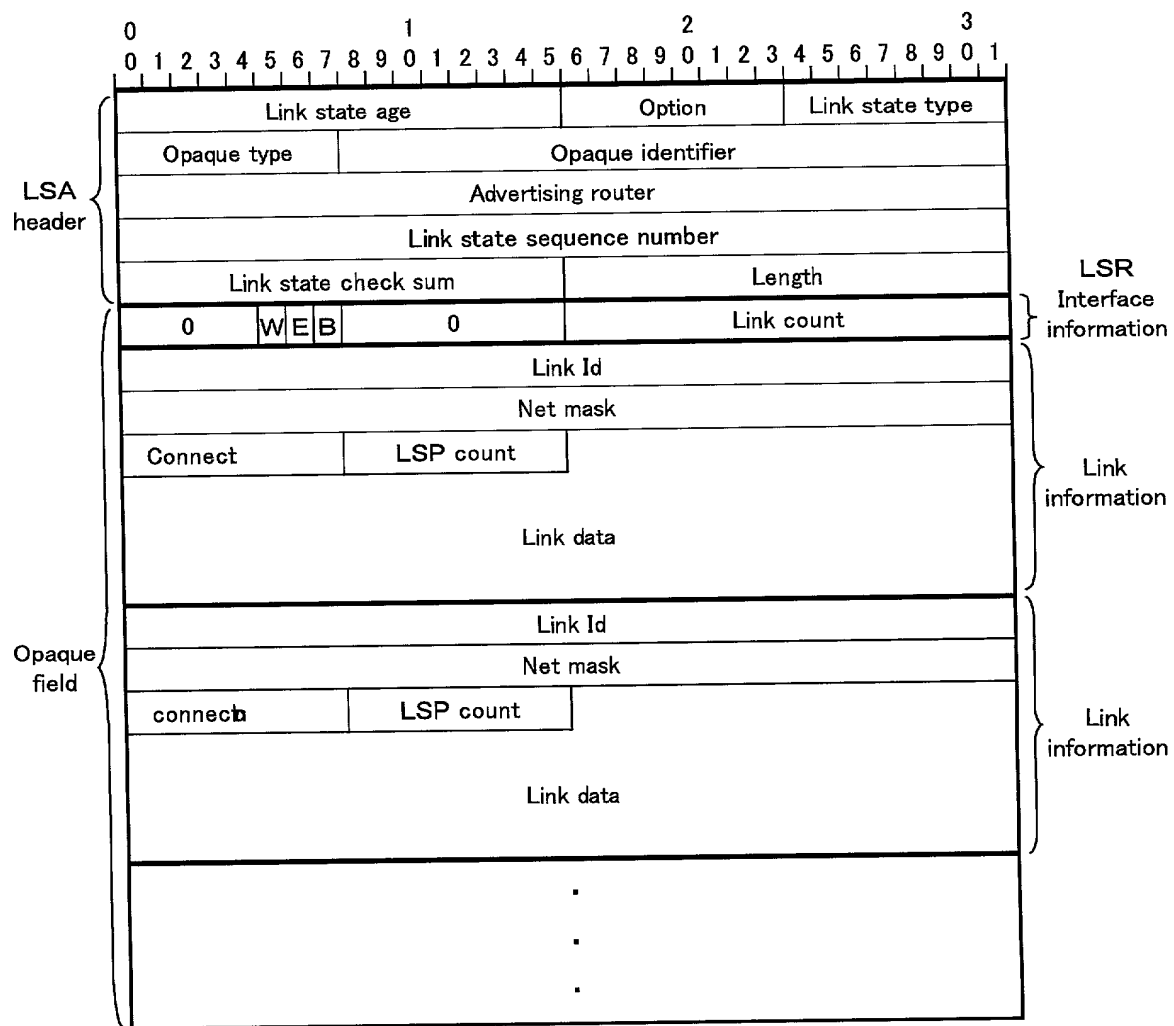 0 1 2 3
0 1 2 3 4 5 6 7 8 9 0 1 2 3 4 5 6 7 8 9 0 1 2 3 4 5 6 7 8 9 0 1
Link state age Option Link state type
Opaque type Opaque identifier
LSA
header
Advertising router
Link state sequence number
Link state check sum Length
LSR
Interface
information
0 W E B 0 Link count
Link Id
Net mask
Connect LSP count
Link
information
Link data
Link Id
Opaque
field
Net mask
LSP count
Link
information
Link data
.
.
.